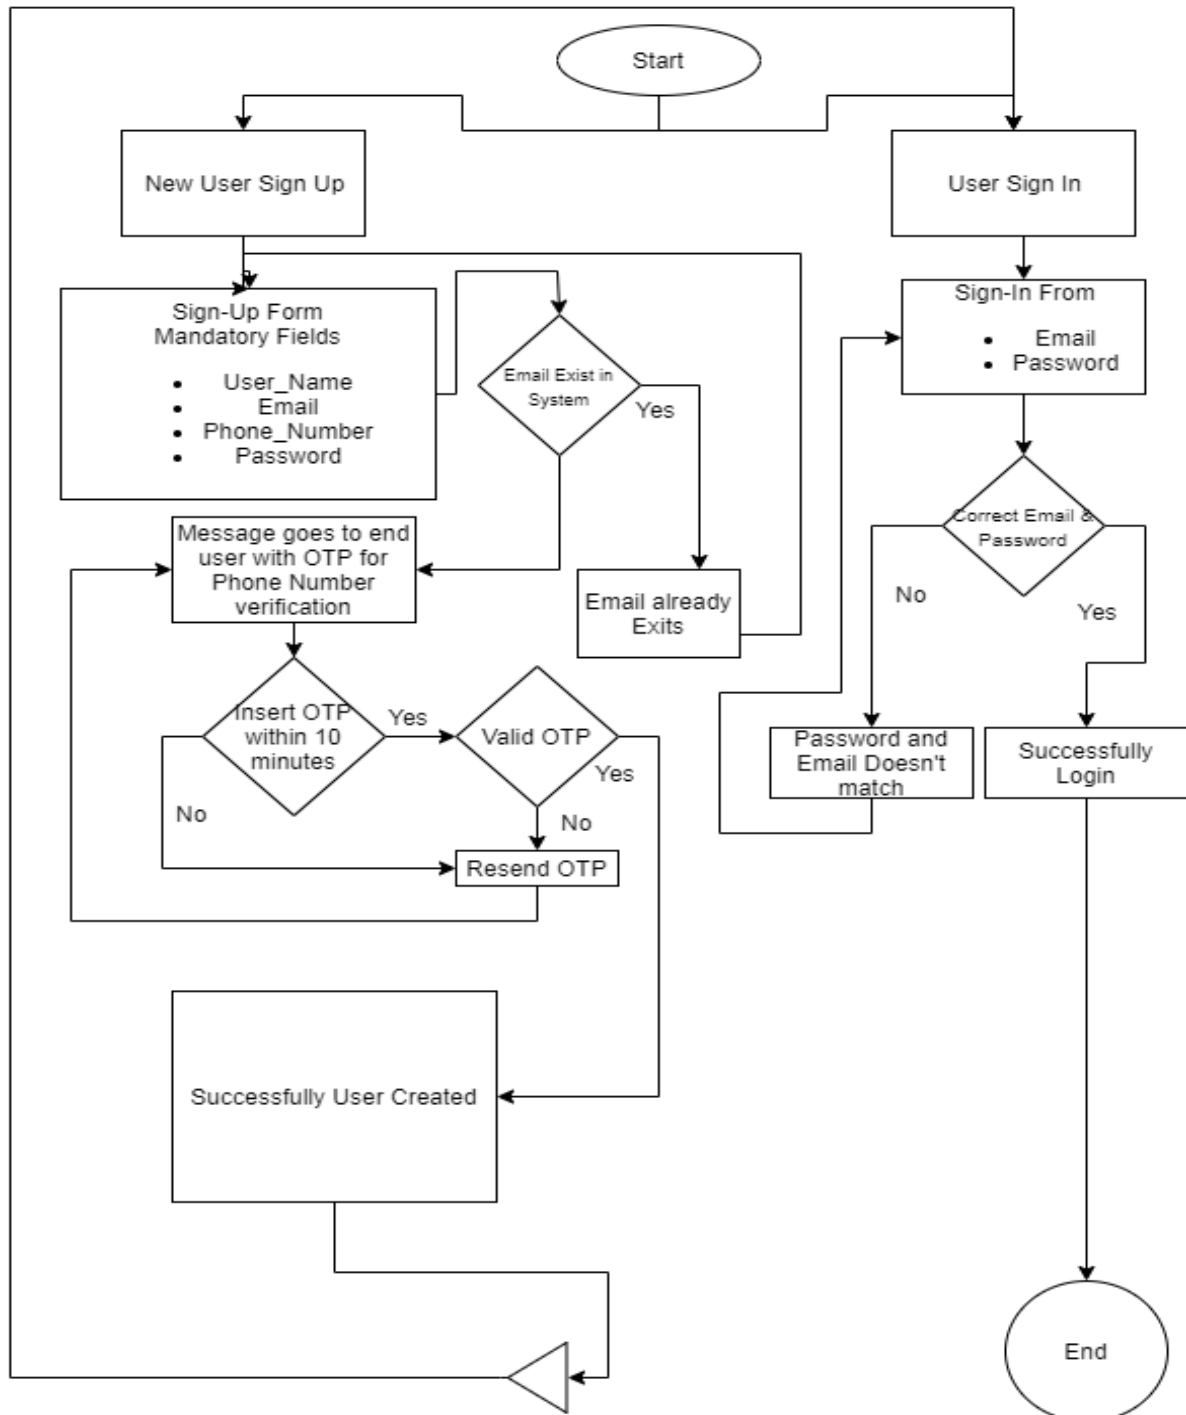 Start
New User Sign Up
User Sign In
Sign-Up Form
Mandatory Fields
• User_Name
• Email
• Phone_Number
• Password
Email Exist in
System
Yes
Sign-In From
• Email
• Password
Message goes to end
user with OTP for
Phone Number
verification
Email already
Exits
Correct Email &
Password
No
Yes
Insert OTP
within 10
minutes
Yes
No
Valid OTP
Yes
No
Resend OTP
Password and
Email Doesn't
match
Successfully
Login
Successfully User Created
End